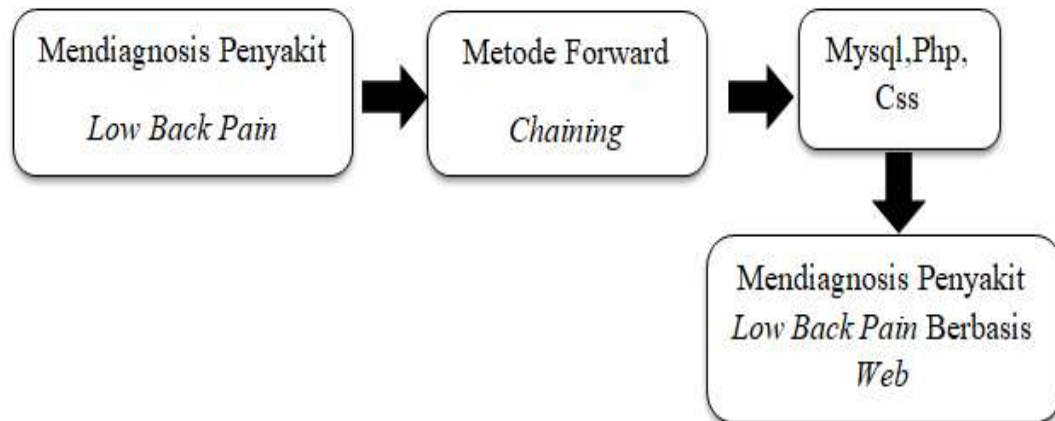 Mendiagnosis Penyakit
Low Back Pain
Metode Forward
Chaining
Mysql,Php,
Css
Mendiagnosis Penyakit
Low Back Pain Berbasis
Web